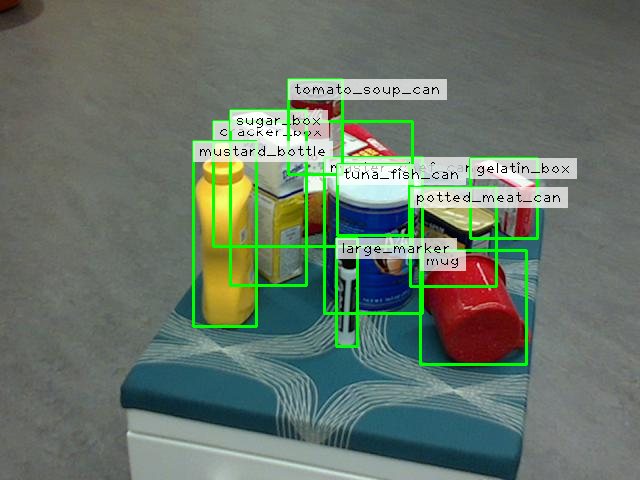 tomato_soup_can
sugar_box
cracker_box
mustard_bottle
tuna_fish_can
gelatin_box
potted_meat_can
large_marker
mug